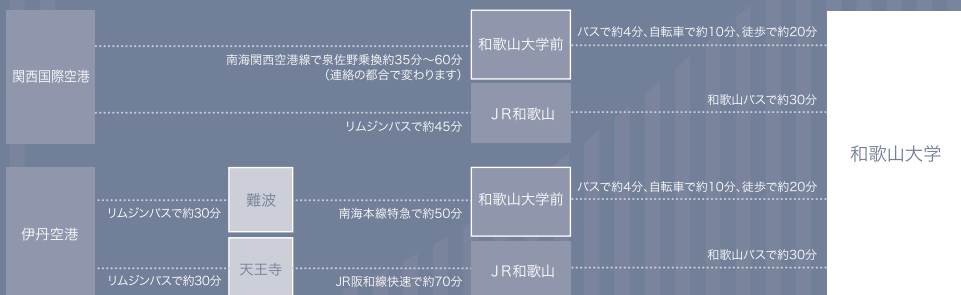 関西国際空港
南海関西空港線で泉佐野乗換約35分～60分
（連絡の都合で変わります）
和歌山大学前
バスで約4分、自転車で約10分、徒歩で約20分
リムジンバスで約45分
JR和歌山
和歌山バスで約30分
和歌山大学
伊丹空港
リムジンバスで約30分
難波
南海本線特急で約50分
和歌山大学前
バスで約4分、自転車で約10分、徒歩で約20分
リムジンバスで約30分
天王寺
JR阪和線快速で約70分
JR和歌山
和歌山バスで約30分